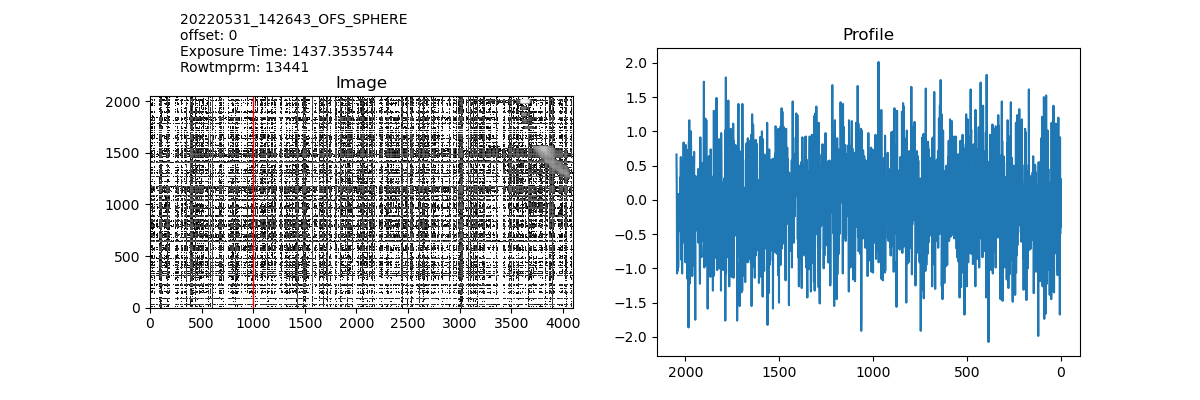 20220531_142643_OFS_SPHERE
offset: 0
Exposure Time: 1437.3535744
Rowtmprm: 13441
Image
2000
1500
1000
500
0
0 500 1000 1500 2000 2500 3000 3500 4000
Profile
2.0
1.5
1.0
0.5
0.0
−0.5
−1.0
−1.5
−2.0
2000 1500 1000 500 0